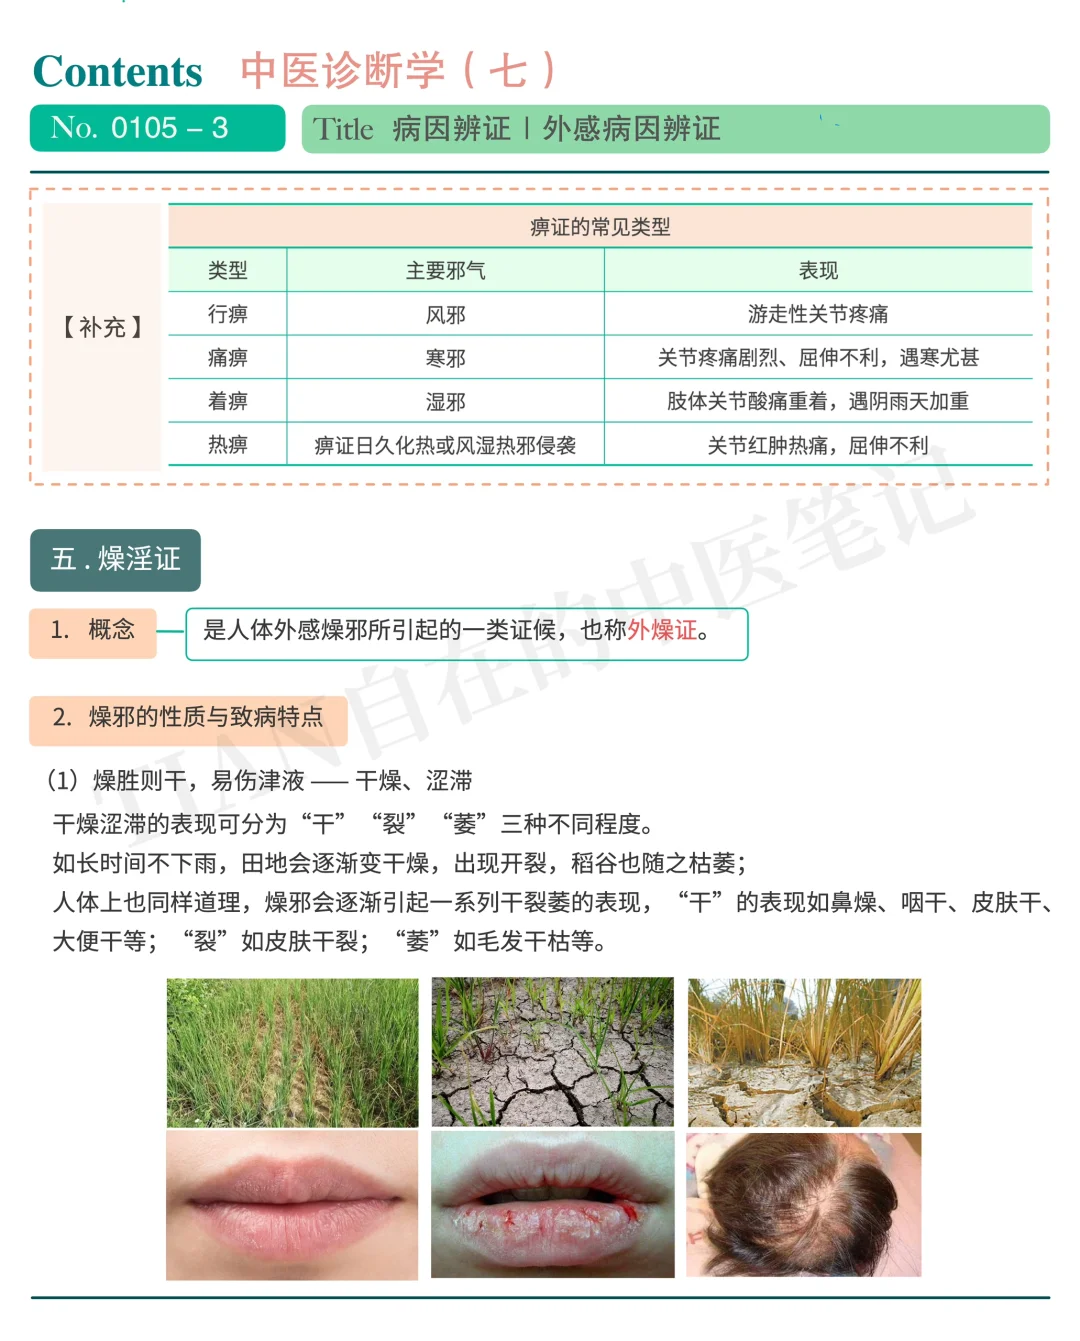 Contents 中医诊断学（七）
No. 0105 – 3 Title 病因辨证 | 外感病因辨证
【补充】
痹证的常见类型
类型 主要邪气 表现
行痹 风邪 游走性关节疼痛
痛痹 寒邪 关节疼痛剧烈、屈伸不利，遇寒尤甚
着痹 湿邪 肢体关节酸痛重着，遇阴雨天加重
热痹 痹证日久化热或风湿热邪侵袭 关节红肿热痛，屈伸不利
五 . 燥淫证
1. 概念 是人体外感燥邪所引起的一类证候，也称外燥证。
2. 燥邪的性质与致病特点
（1）燥胜则干，易伤津液 —— 干燥、涩滞
干燥涩滞的表现可分为“干”“裂”“萎”三种不同程度。
如长时间不下雨，田地会逐渐变干燥，出现开裂，稻谷也随之枯萎；
人体上也同样道理，燥邪会逐渐引起一系列干裂萎的表现，“干”的表现如鼻燥、咽干、皮肤干、
大便干等；“裂”如皮肤干裂；“萎”如毛发干枯等。
TIAN自在的中医笔记